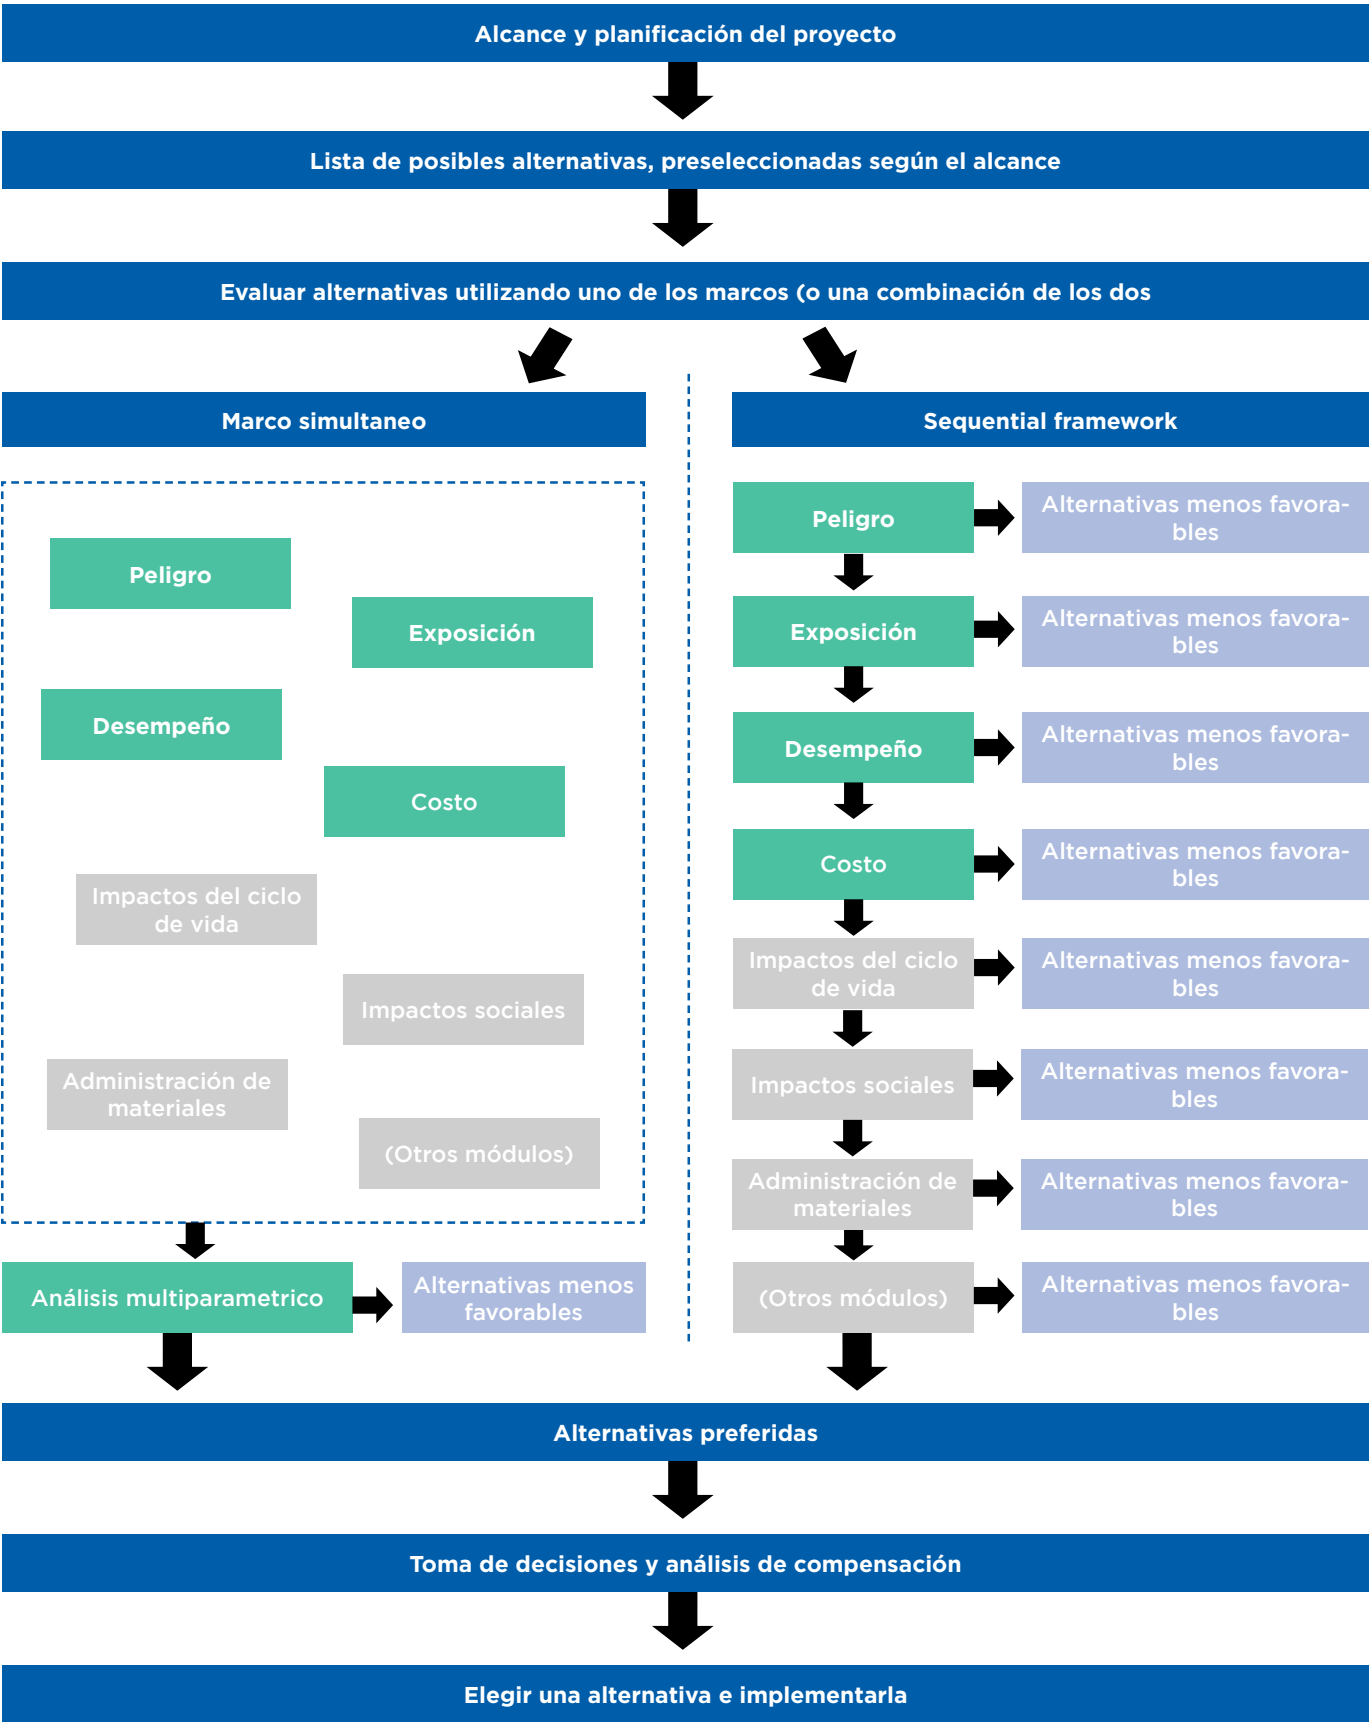 Alcance y planificación del proyecto
Lista de posibles alternativas, preseleccionadas según el alcance
Evaluar alternativas utilizando uno de los marcos (o una combinación de los dos
Marco simultaneo
Peligro
Exposición
Desempeño
Costo
Impactos del ciclo
de vida
Impactos sociales
Administración de
materiales
(Otros módulos)
Análisis multiparametrico
Alternativas menos
favorables
Sequential framework
Peligro
Alternativas menos favora-
bles
Exposición
Alternativas menos favora-
bles
Desempeño
Alternativas menos favora-
bles
Costo
Alternativas menos favora-
bles
Impactos del ciclo
de vida
Alternativas menos favora-
bles
Impactos sociales
Alternativas menos favora-
bles
Administración de
materiales
Alternativas menos favora-
bles
(Otros módulos)
Alternativas menos favora-
bles
Alternativas preferidas
Toma de decisiones y análisis de compensación
Elegir una alternativa e implementarla